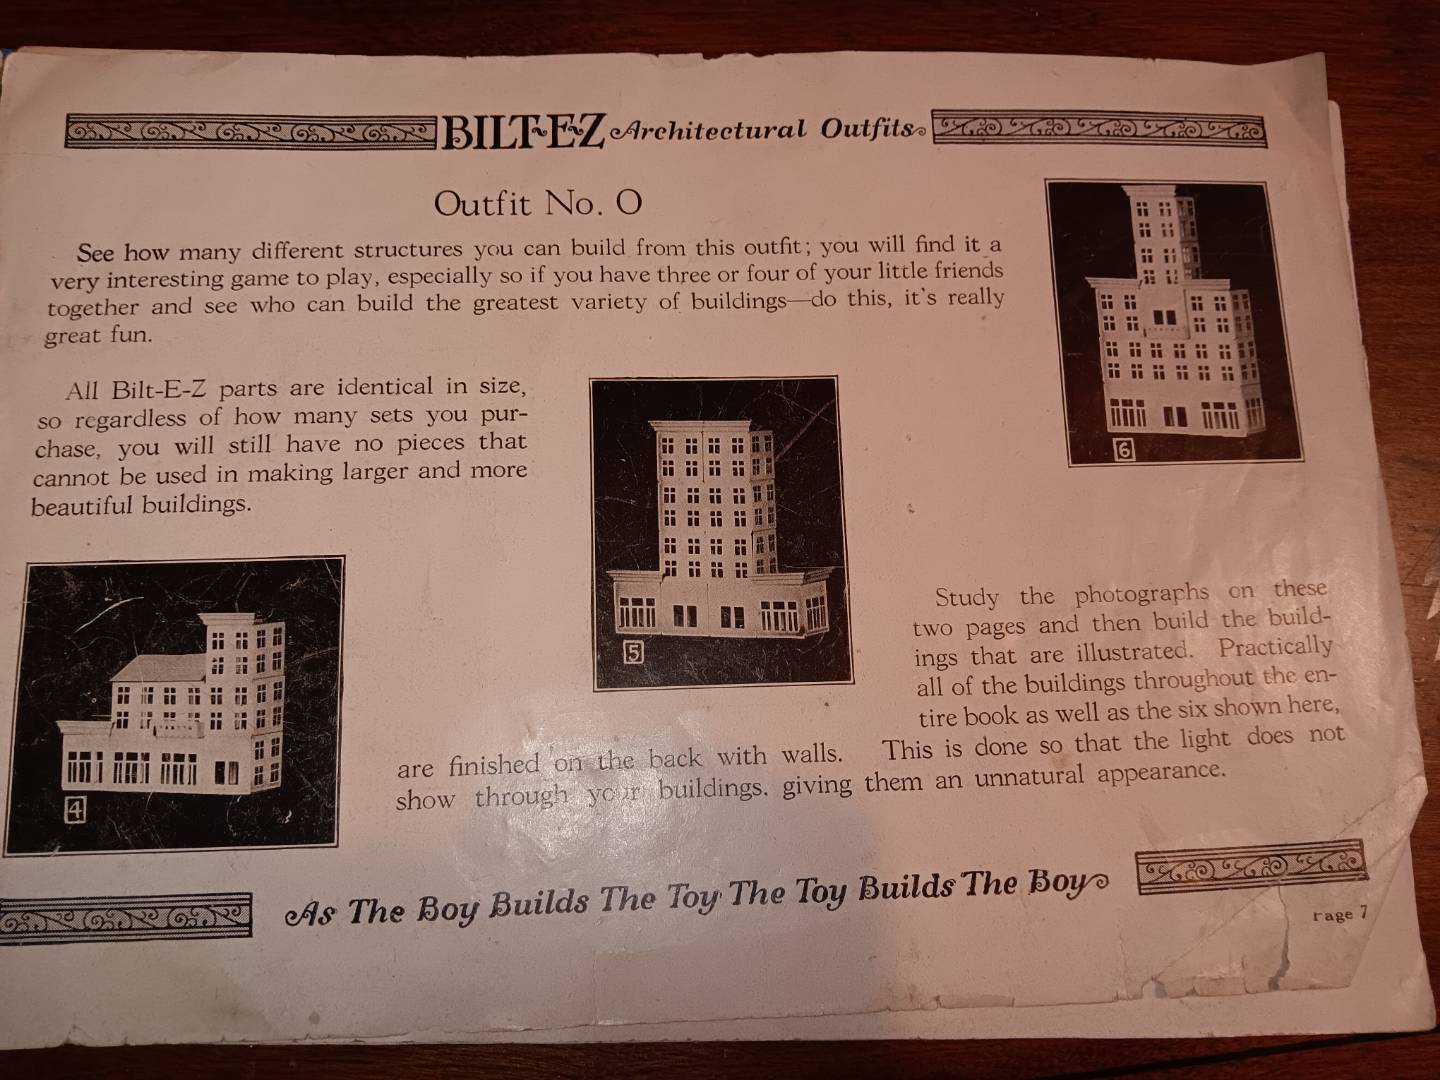 BILT-E-Z Architectural Outfits
Outfit No. O
See how many different structures you can build from this outfit; you will find it a
very interesting game to play, especially so if you have three or four of your little friends
together and see who can build the greatest variety of buildings—do this, it's really
great fun.
All Bilt-E-Z parts are identical in size,
so regardless of how many sets you pur-
chase, you will still have no pieces that
cannot be used in making larger and more
beautiful buildings.
6
5
4
Study the photographs on these
two pages and then build the build-
ings that are illustrated. Practically
all of the buildings throughout the en-
tire book as well as the six shown here,
are finished on the back with walls. This is done so that the light does not
show through your buildings. giving them an unnatural appearance.
As The Boy Builds The Toy The Toy Builds The Boy
Page 7